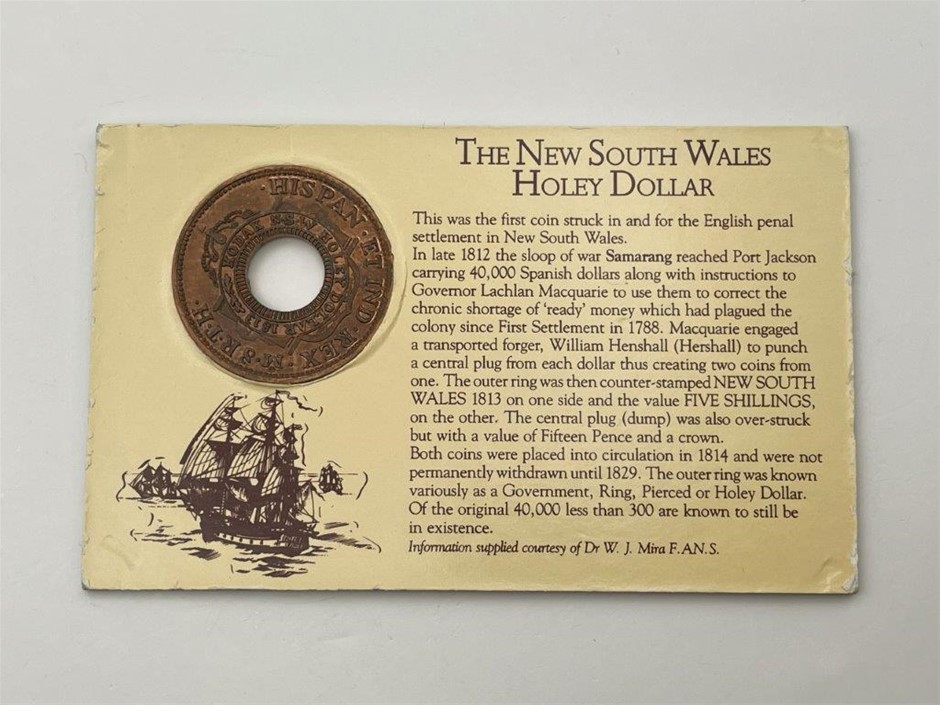 THE NEW SOUTH WALES
HOLEY DOLLAR
This was the first coin struck in and for the English penal
settlement in New South Wales.
In late 1812 the sloop of war Samarang reached Port Jackson
carrying 40,000 Spanish dollars along with instructions to
Governor Lachlan Macquarie to use them to correct the
chronic shortage of 'ready' money which had plagued the
colony since First Settlement in 1788. Macquarie engaged
a transported forger, William Henshall (Hershall) to punch
a central plug from each dollar thus creating two coins from
one. The outer ring was then counter-stamped NEW SOUTH
WALES 1813 on one side and the value FIVE SHILLINGS,
on the other. The central plug (dump) was also over-struck
but with a value of Fifteen Pence and a crown.
Both coins were placed into circulation in 1814 and were not
permanently withdrawn until 1829. The outer ring was known
variously as a Government, Ring, Pierced or Holey Dollar.
Of the original 40,000 less than 300 are known to still be
in existence.
Information supplied courtesy of Dr W. J. Mira F.A.N.S.
·HISPAN·ET IND·REX·M·8R·T·H·
N·S·W HOLEY DOLLAR 1813